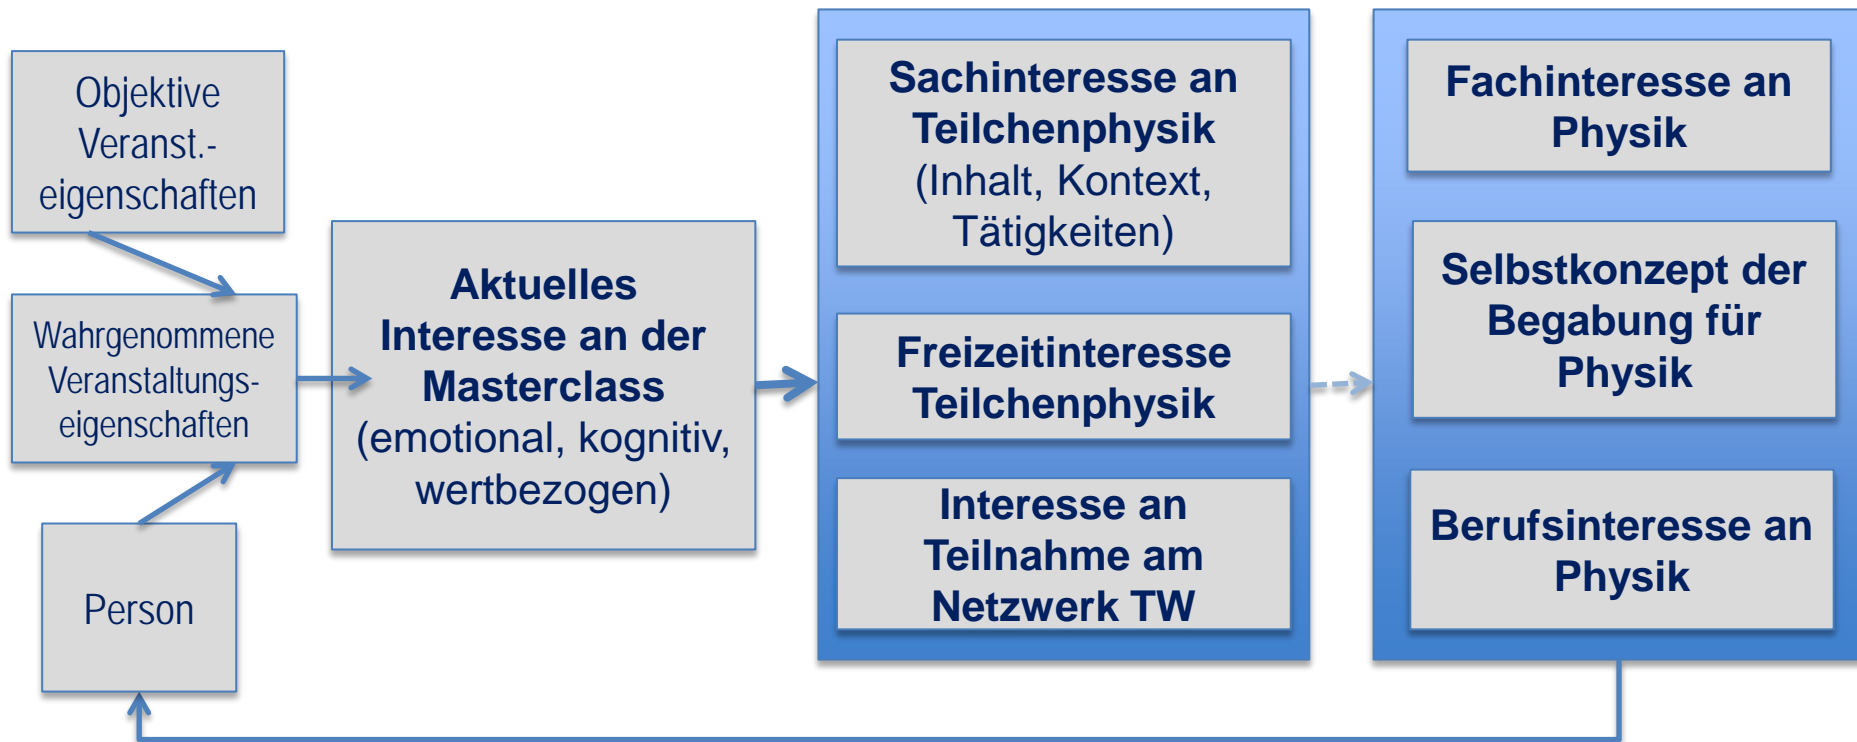 Objektive
Veranst.-
eigenschaften
Wahrgenommene
Veranstaltungs-
eigenschaften
Person
Aktuelles
Interesse an der
Masterclass
(emotional, kognitiv,
wertbezogen)
Sachinteresse an
Teilchenphysik
(Inhalt, Kontext,
Tätigkeiten)
Freizeitinteresse
Teilchenphysik
Interesse an
Teilnahme am
Netzwerk TW
Fachinteresse an
Physik
Selbstkonzept der
Begabung für
Physik
Berufsinteresse an
Physik